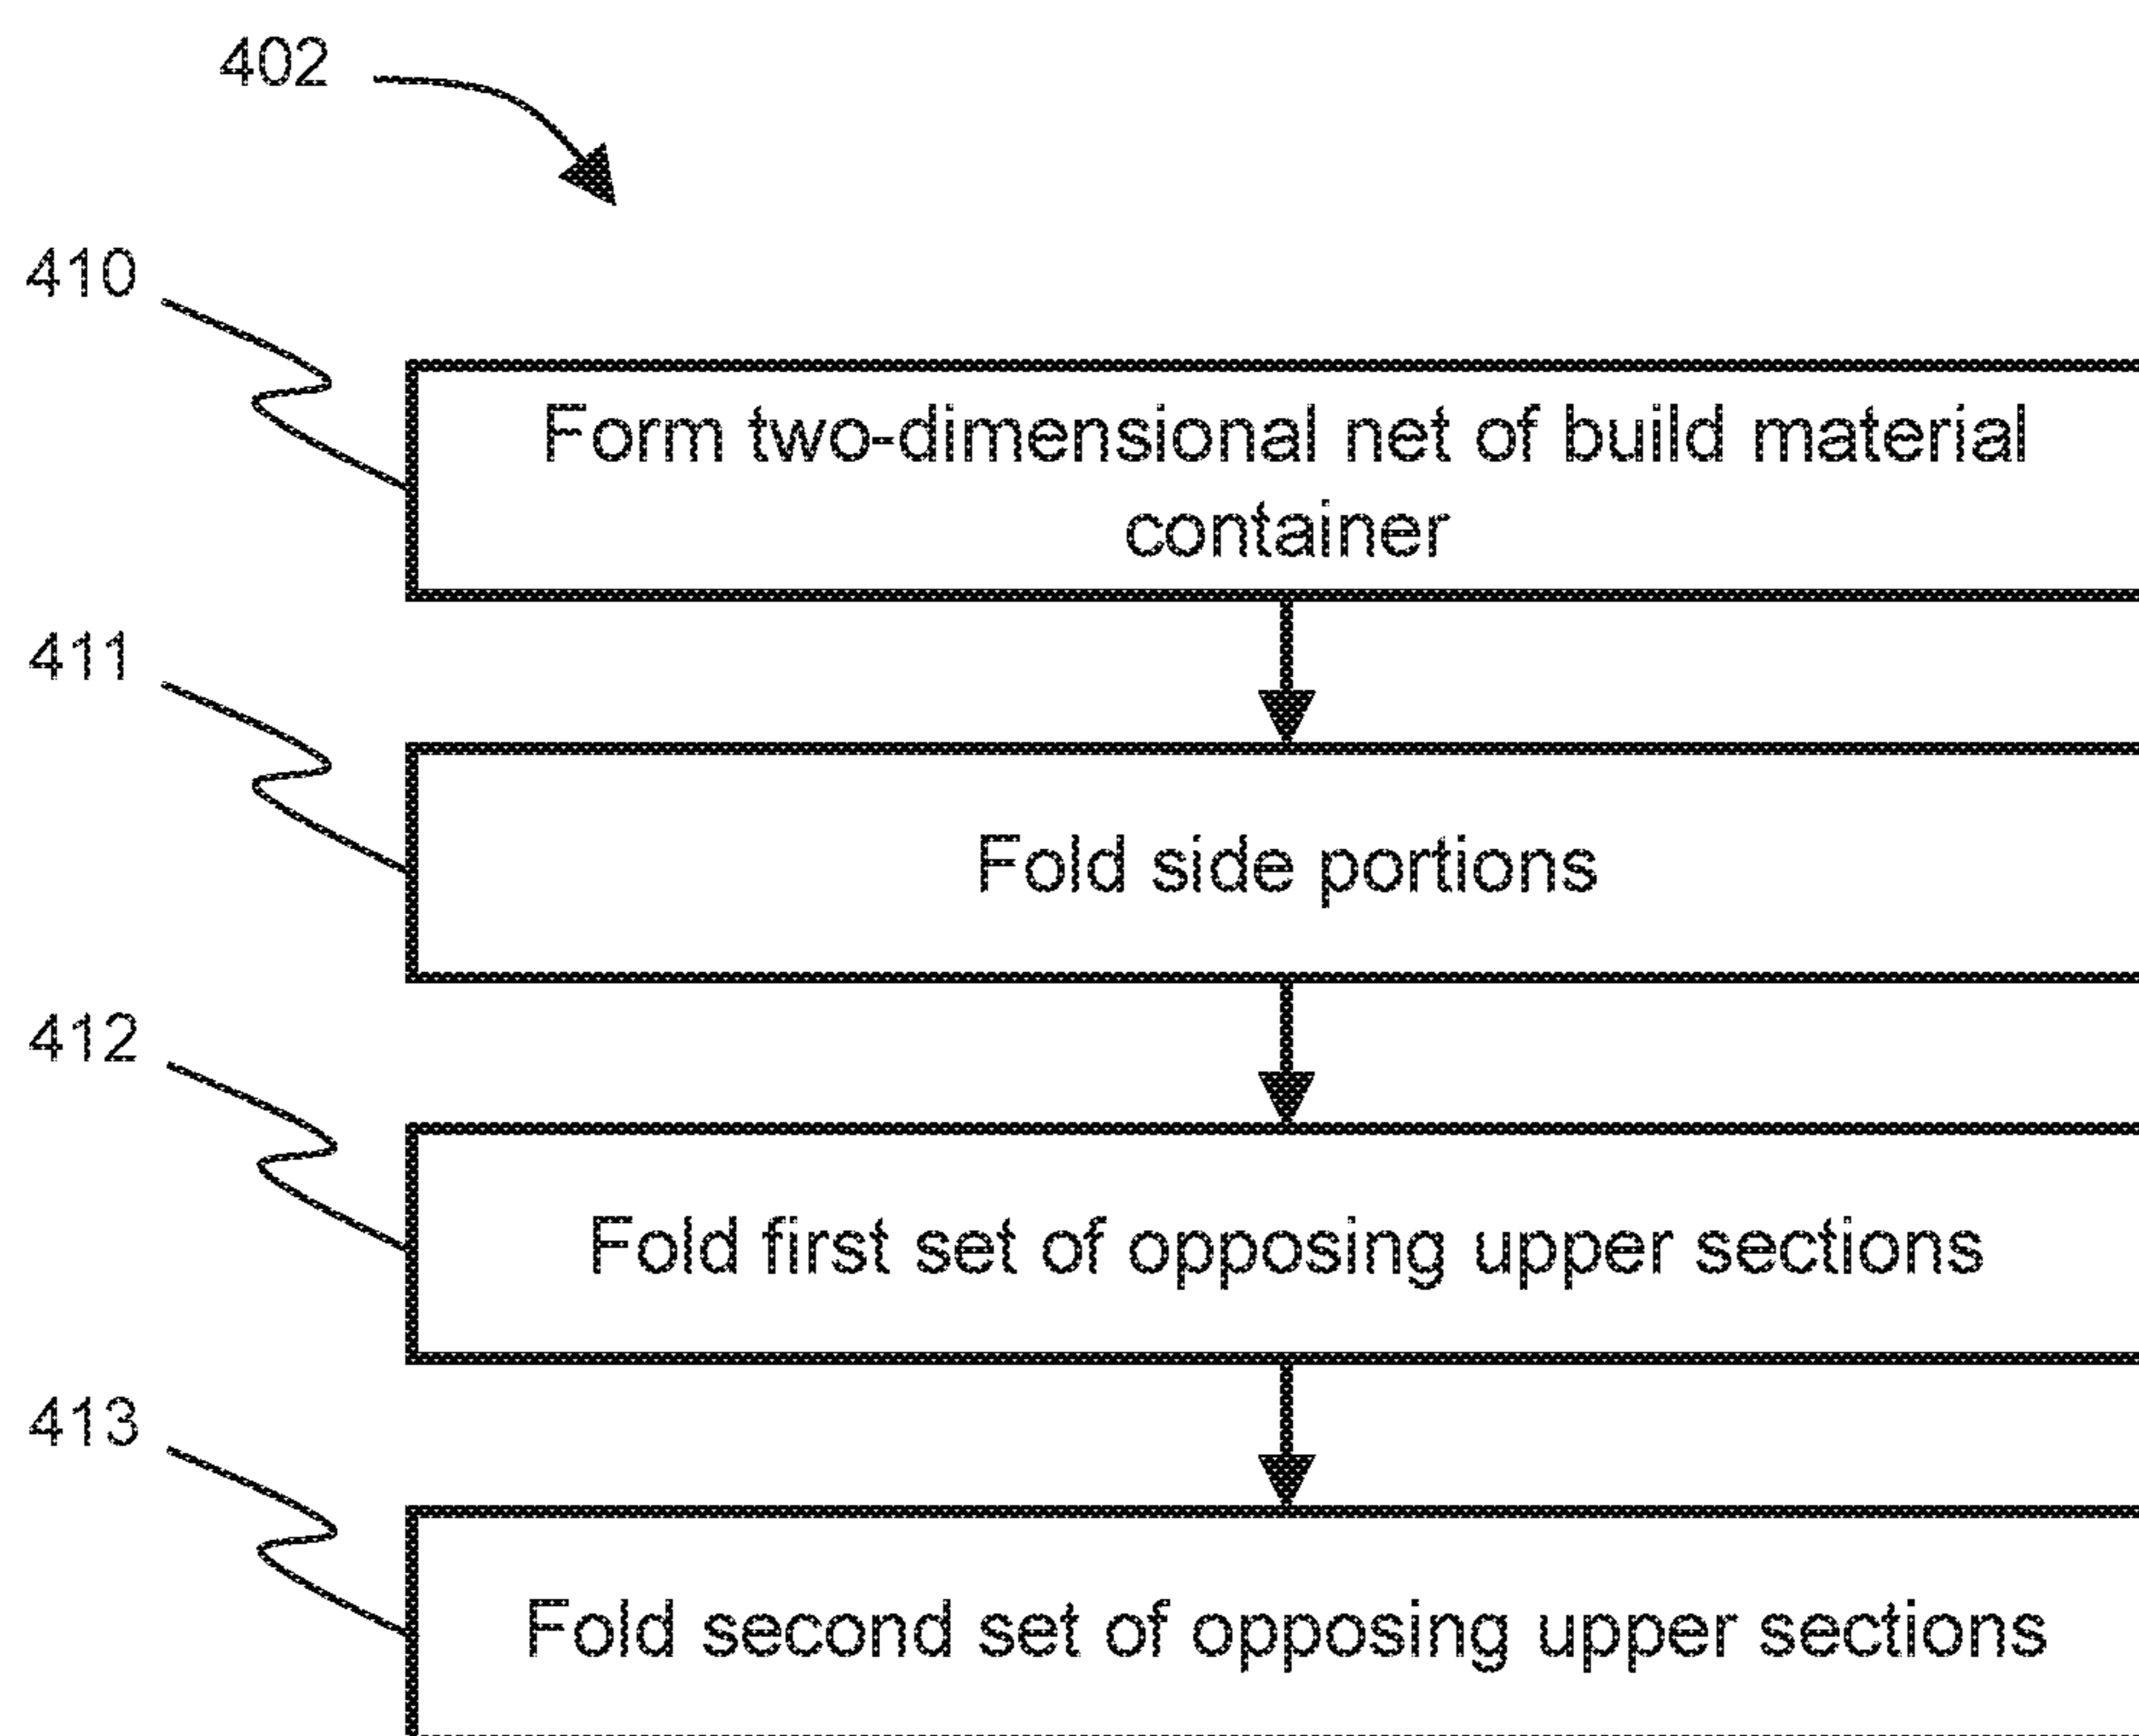 402
410
Form two-dimensional net of build material
container
411
Fold side portions
412
Fold first set of opposing upper sections
413
Fold second set of opposing upper sections